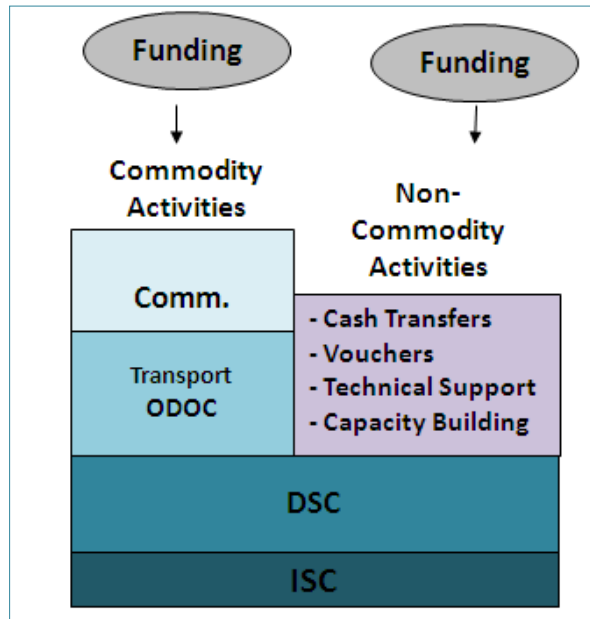 Funding
Funding
Commodity
Activities
Non-
Commodity
Activities
Comm.
Transport
ODOC
- Cash Transfers
- Vouchers
- Technical Support
- Capacity Building
DSC
ISC